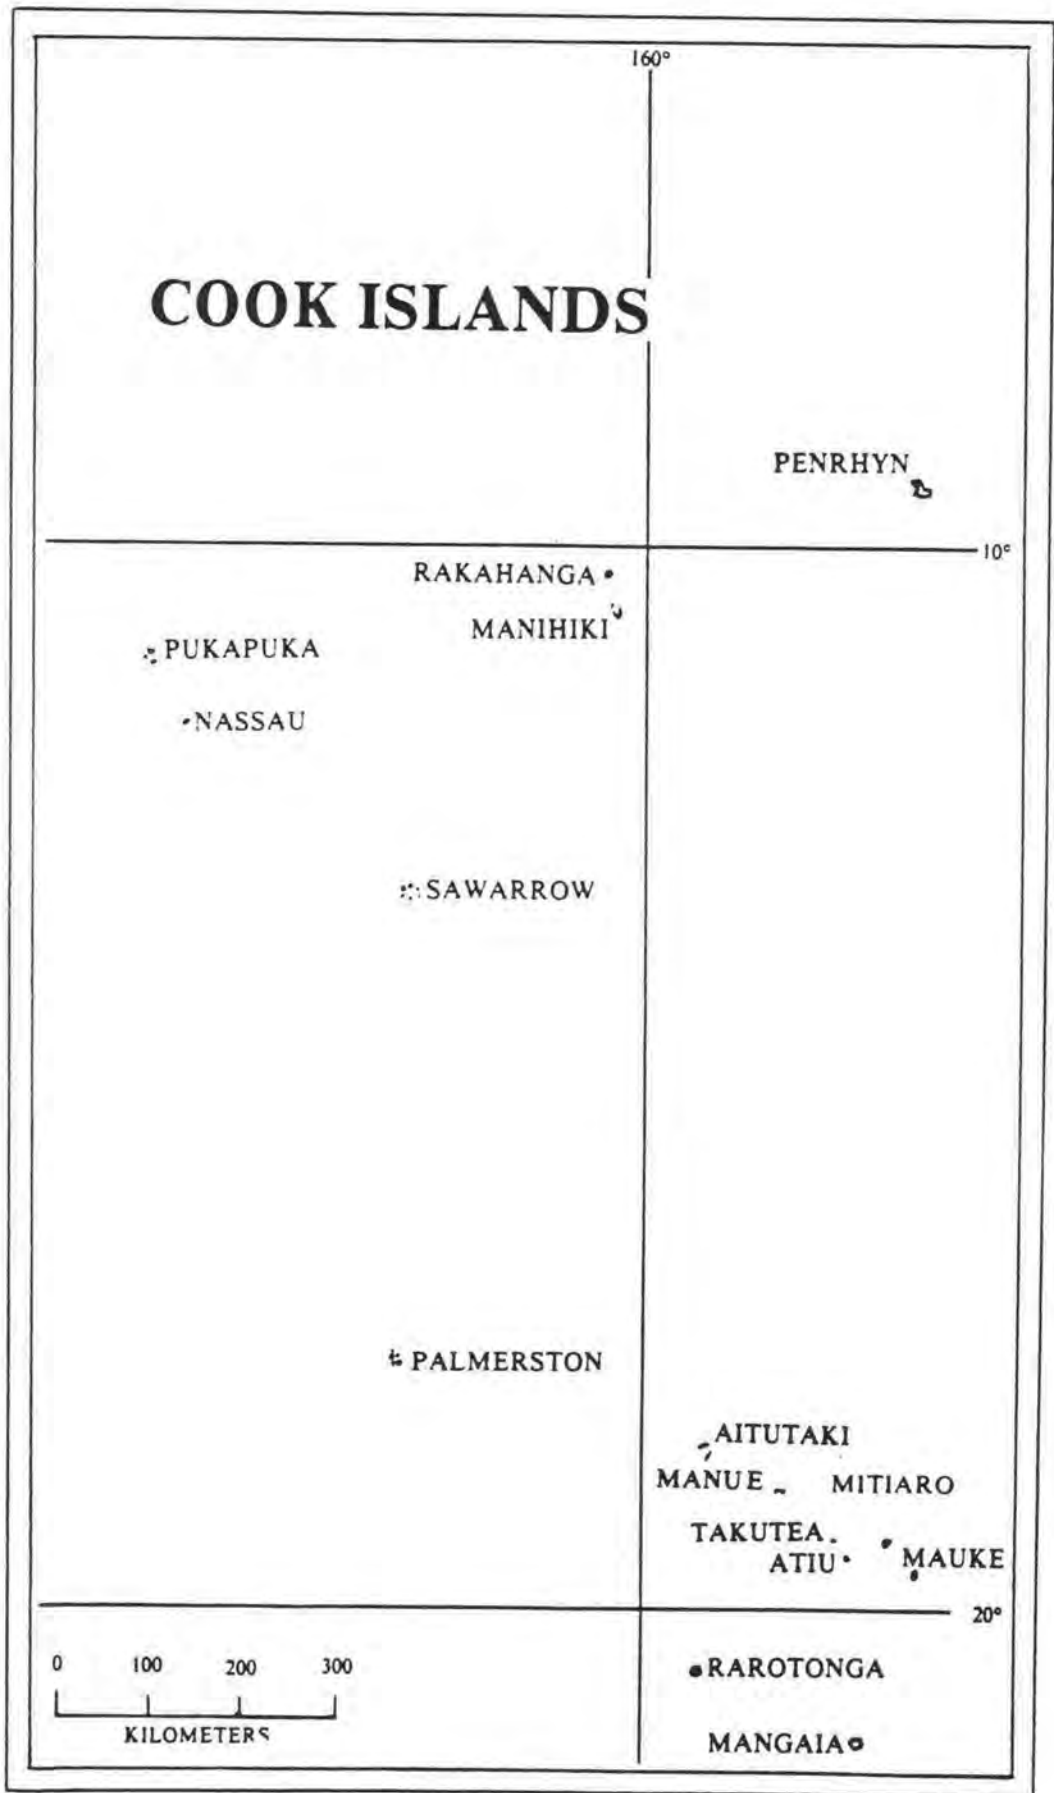 160°
COOK ISLANDS
PENRHYN
10°
RAKAHANGA
MANIHIKI
PUKAPUKA
NASSAU
SAWARROW
PALMERSTON
AITUTAKI
MANUE MITIARO
TAKUTEA
ATIU MAUKE
20°
0 100 200 300
KILOMETERS
RAROTONGA
MANGAIA